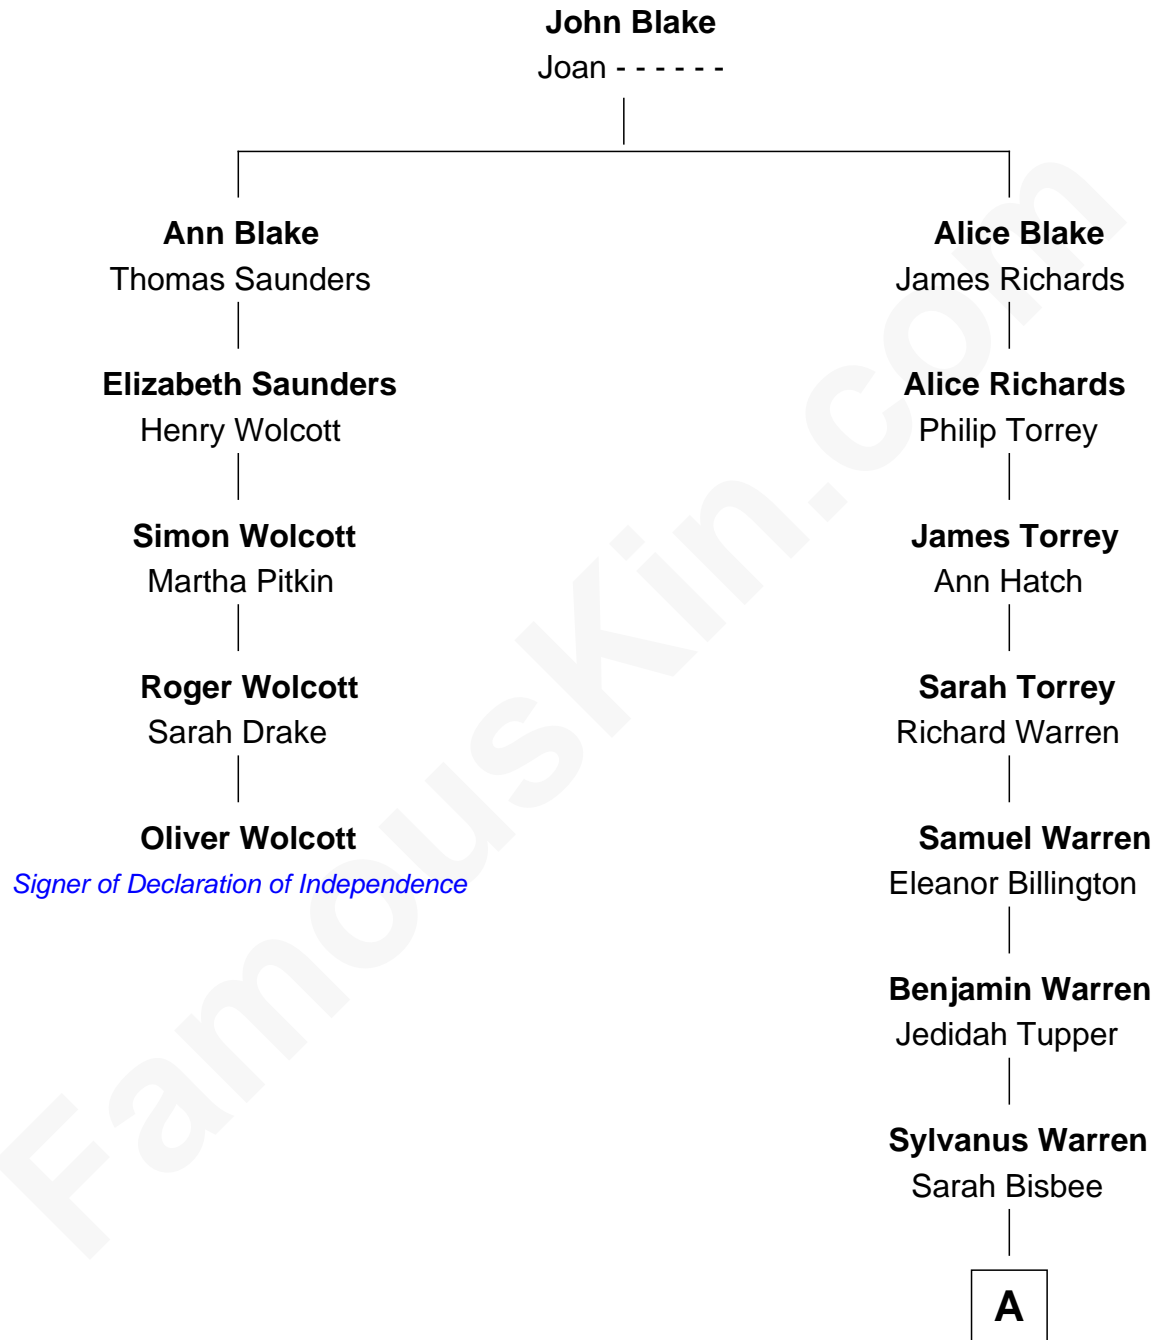 John Blake
Joan - - - - - -
Ann Blake
Thomas Saunders
Elizabeth Saunders
Henry Wolcott
Simon Wolcott
Martha Pitkin
Roger Wolcott
Sarah Drake
Oliver Wolcott
Signer of Declaration of Independence
Alice Blake
James Richards
Alice Richards
Philip Torrey
James Torrey
Ann Hatch
Sarah Torrey
Richard Warren
Samuel Warren
Eleanor Billington
Benjamin Warren
Jedidah Tupper
Sylvanus Warren
Sarah Bisbee
A
FamousKin.com